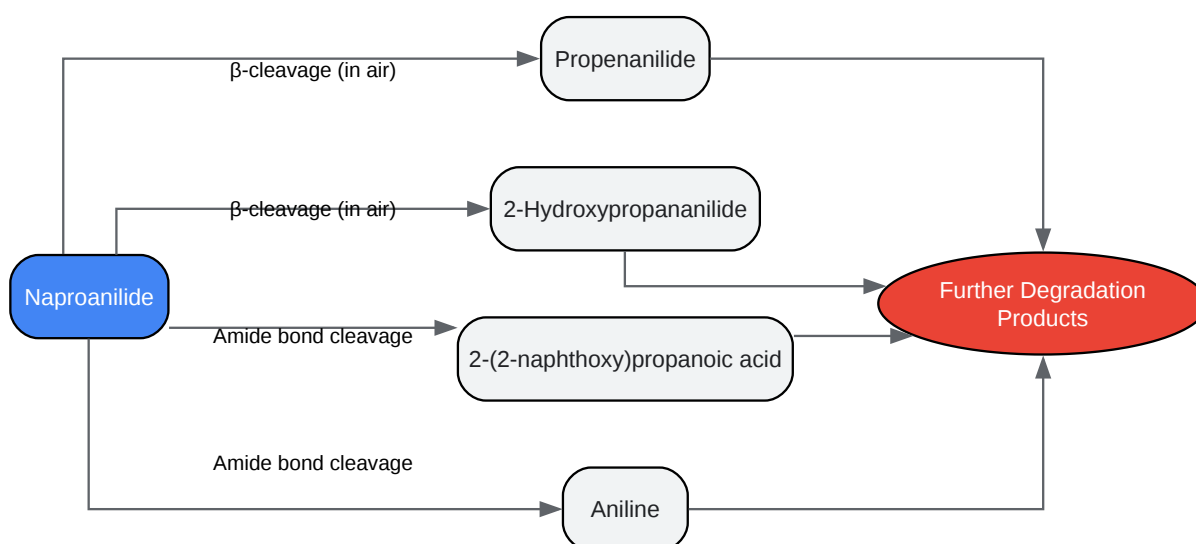 Propenanilide
β-cleavage (in air)
2-Hydroxypropananilide
β-cleavage (in air)
Naproanilide
Further Degradation
Products
Amide bond cleavage
2-(2-naphthoxy)propanoic acid
Amide bond cleavage
Aniline